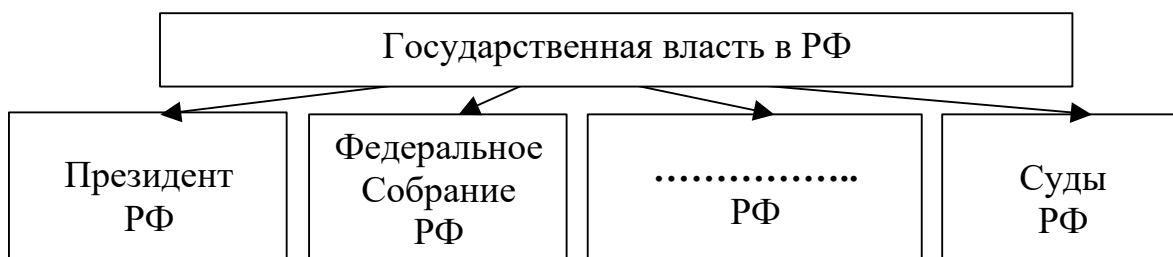 Государственная власть в РФ
Президент
РФ
Федеральное
Собрание
РФ
………………..
РФ
Суды
РФ